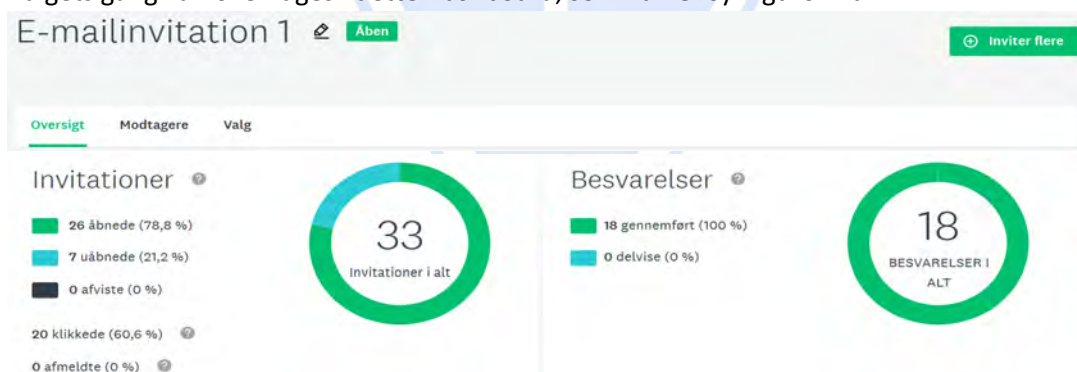 E-mailinvitation 1 Åben
Inviter flere
Oversigt Modtagere Valg
Invitationer
26 åbnede (78,8 %)
7 uåbnede (21,2 %)
0 afviste (0 %)
20 klikkede (60,6 %)
0 afmeldte (0 %)
33
Invitationer i alt
Besvarelser
18 gennemført (100 %)
0 delvise (0 %)
18
BESVARELSER I
ALT